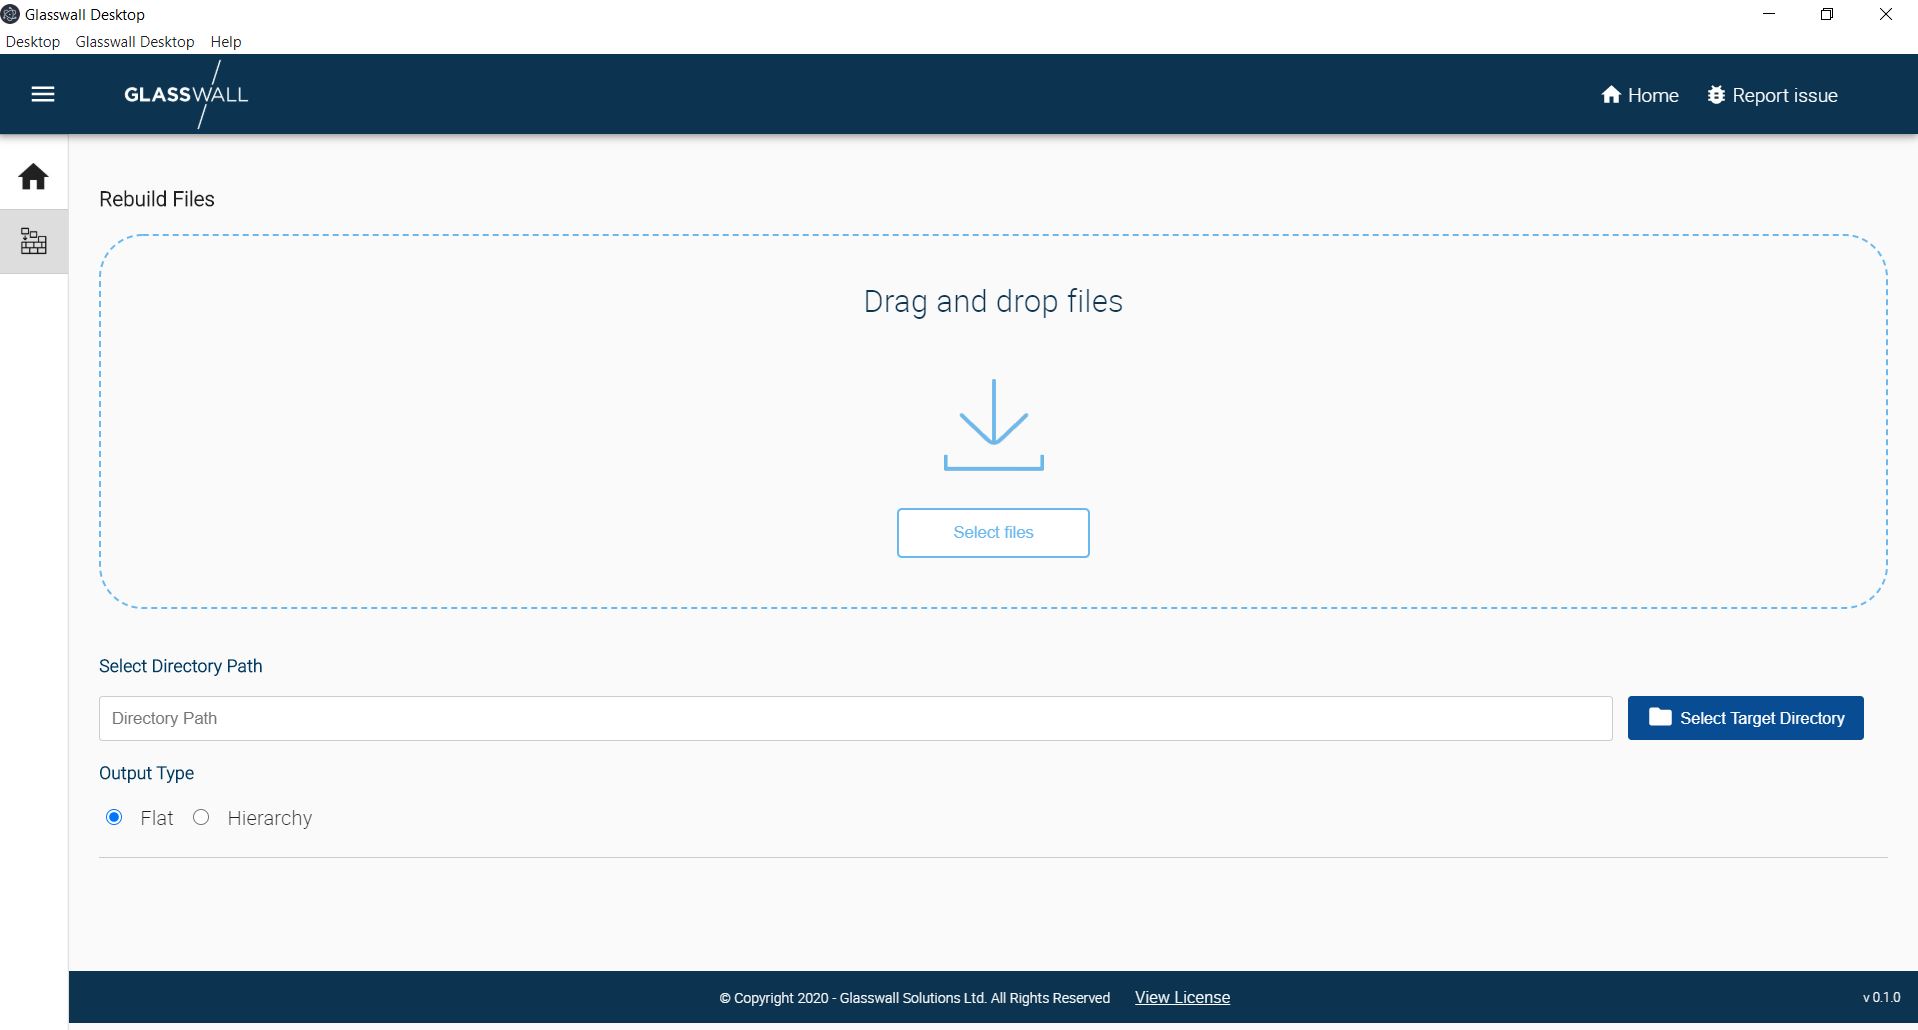 Glasswall Desktop
Desktop Glasswall Desktop Help
GLASSWALL
Home Report issue
Rebuild Files
Drag and drop files
Select files
Select Directory Path
Directory Path
Select Target Directory
Output Type
Flat Hierarchy
© Copyright 2020 - Glasswall Solutions Ltd. All Rights Reserved View License
v 0.1.0